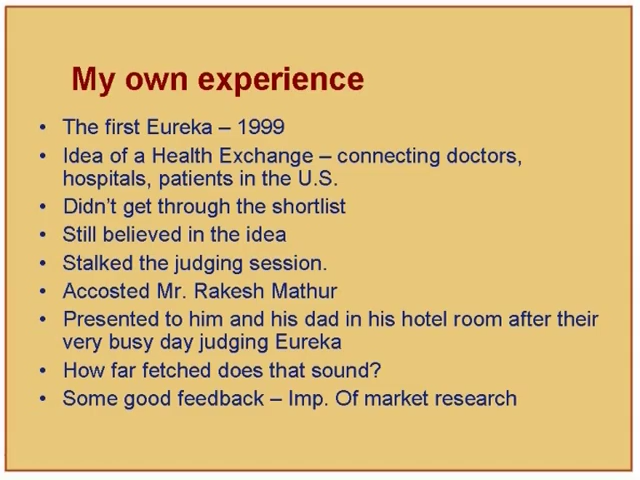 My own experience
• The first Eureka – 1999
• Idea of a Health Exchange – connecting doctors,
hospitals, patients in the U.S.
• Didn't get through the shortlist
• Still believed in the idea
• Stalked the judging session.
• Accosted Mr. Rakesh Mathur
• Presented to him and his dad in his hotel room after their
very busy day judging Eureka
• How far fetched does that sound?
• Some good feedback – Imp. Of market research